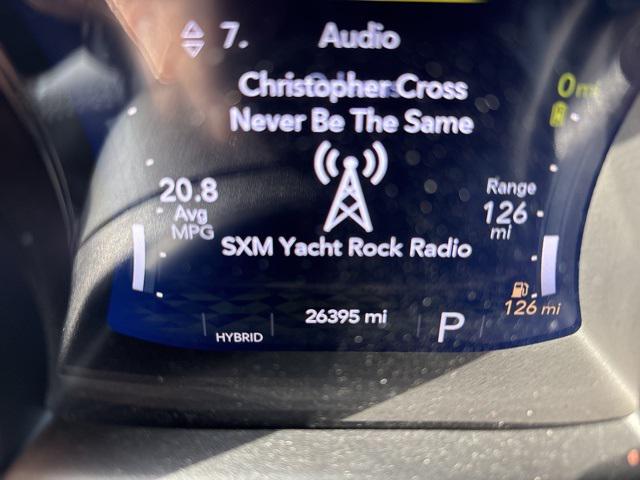 7. Audio
Christopher Cross
Never Be The Same
0 mi
20.8
Avg
MPG
Range
126
mi
SXM Yacht Rock Radio
126 mi
26395 mi
HYBRID
P